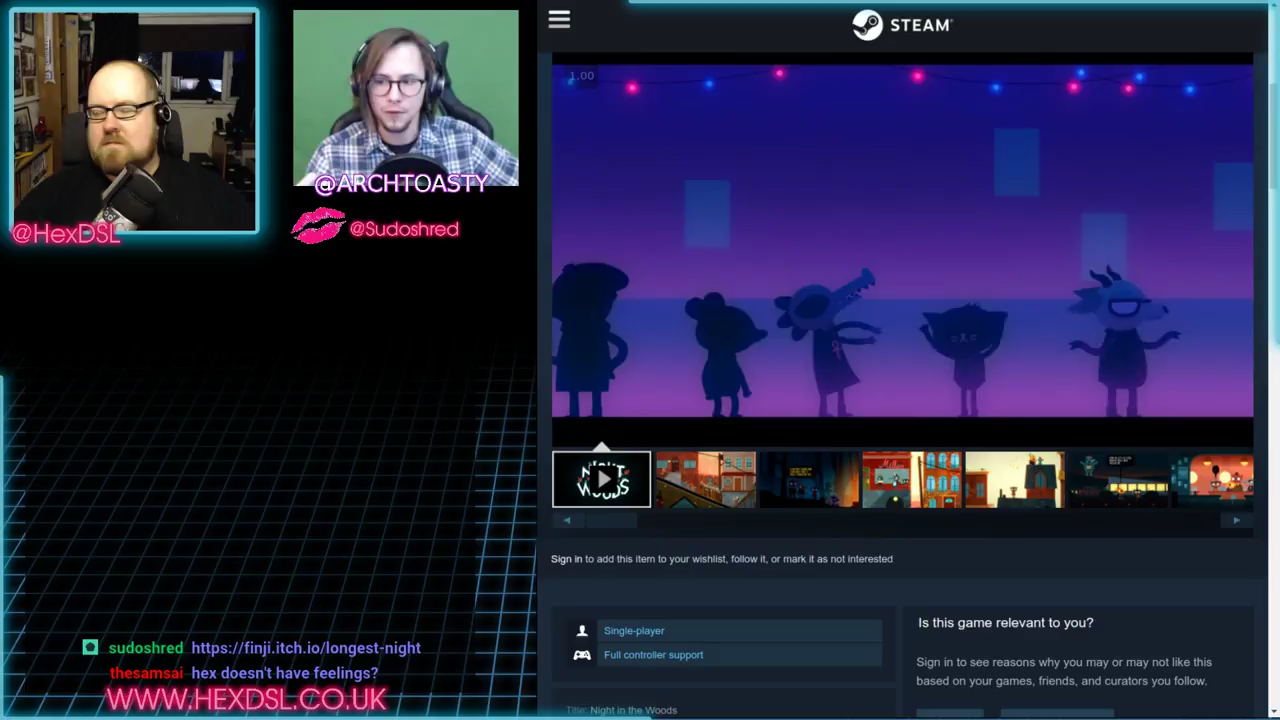 @HexDSL
@ARCHTOASTY
@Sudoshred
STEAM
1.00
NIGHT
WOODS
Sign in to add this item to your wishlist, follow it, or mark it as not interested
Single-player
Full controller support
Title: Night in the Woods
Is this game relevant to you?
Sign in to see reasons why you may or may not like this
based on your games, friends, and curators you follow.
sudoshred https://finji.itch.io/longest-night
thesamsai hex doesn't have feelings?
WWW.HEXDSL.CO.UK